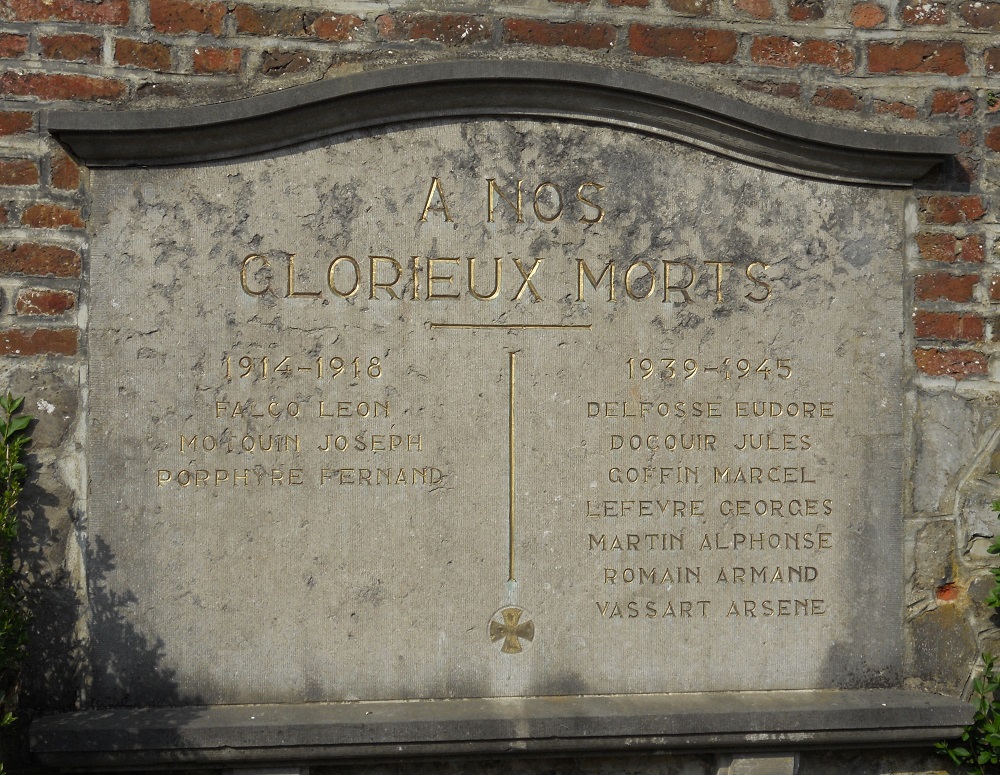 A NOS
GLORIEUX MORTS
1914-1918
FALCO LEON
MOCQUIN JOSEPH
PORPHYRE FERNAND
1939-1945
DELFOSSE EUDORE
DOCQUIR JULES
GOFFIN MARCEL
LEFEVRE GEORGES
MARTIN ALPHONSE
ROMAIN ARMAND
VASSART ARSENE